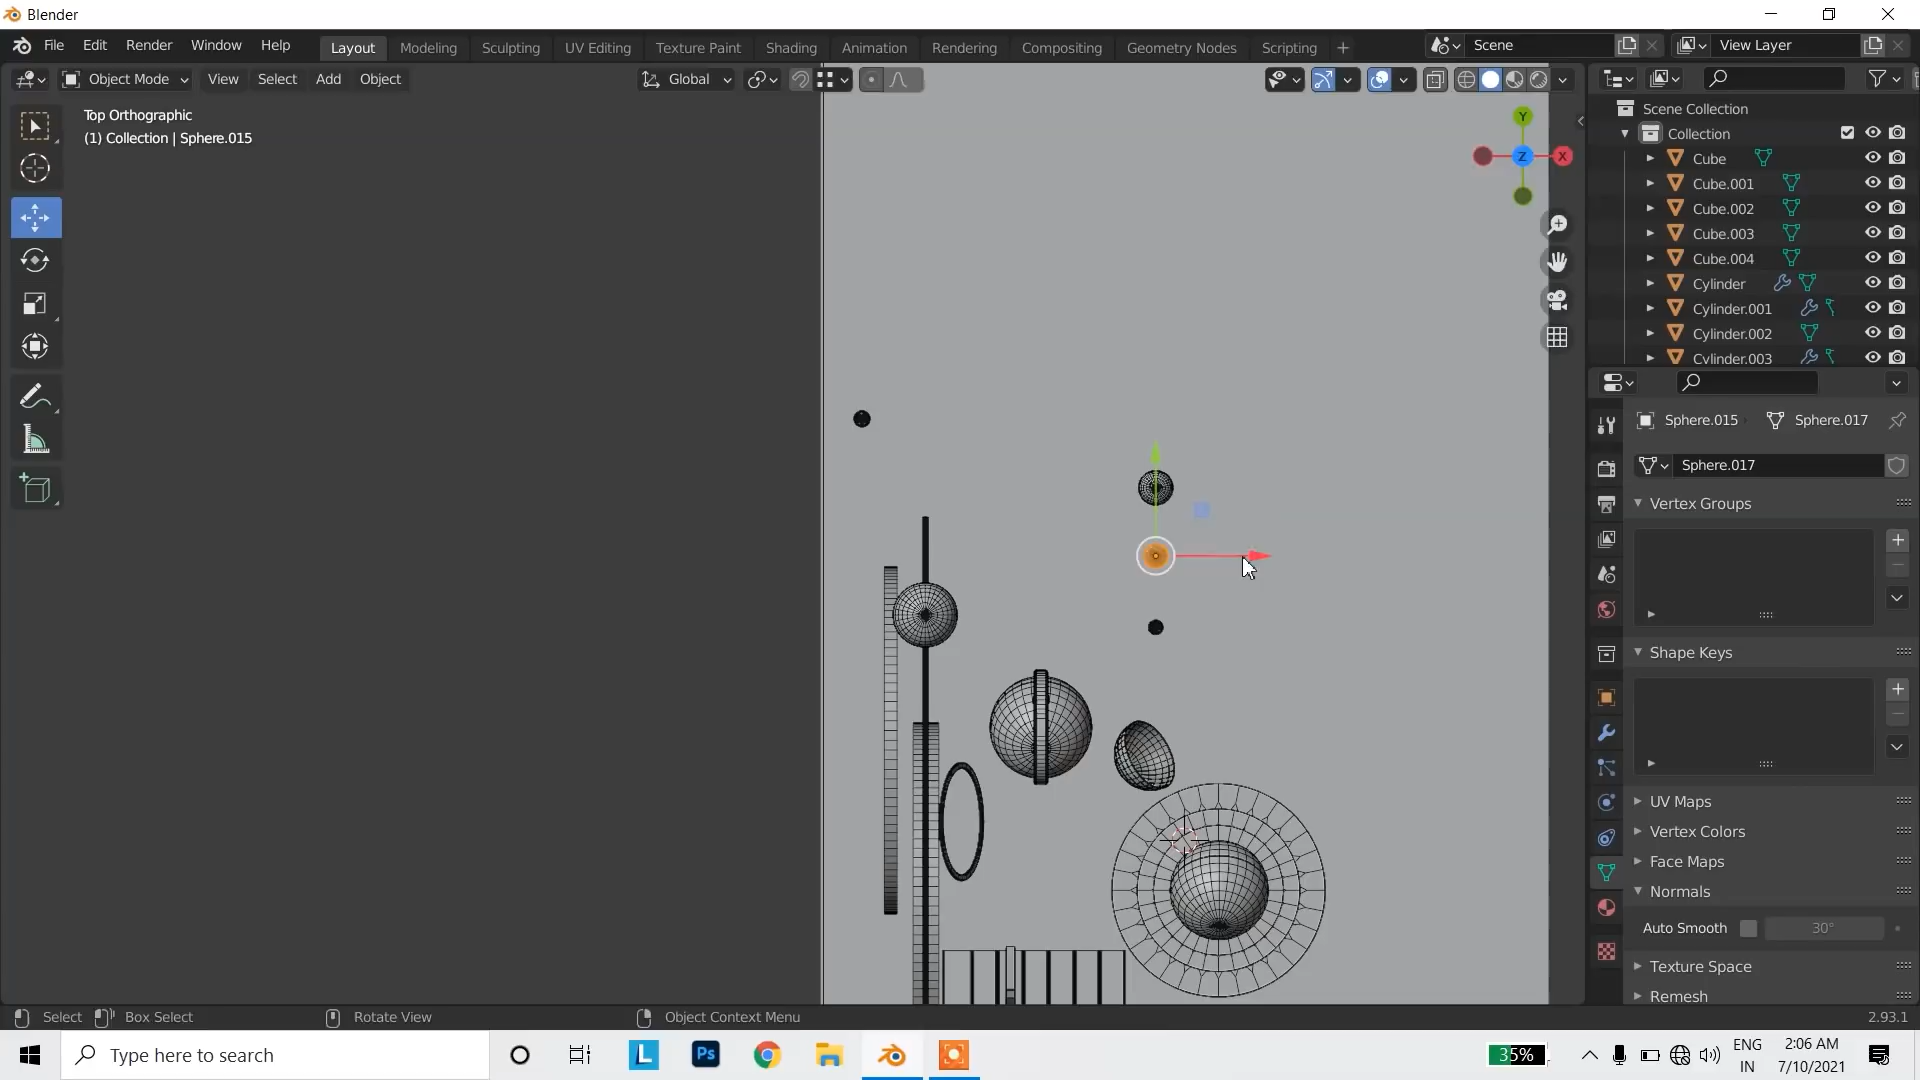 Blender
File Edit Render Window Help Layout Modeling Sculpting UV Editing Texture Paint Shading Animation Rendering Compositing Geometry Nodes Scripting + Scene View Layer
Object Mode View Select Add Object Global
Top Orthographic
(1) Collection | Sphere.015
Y
X
Z
Scene Collection
Collection
Cube
Cube.001
Cube.002
Cube.003
Cube.004
Cylinder
Cylinder.001
Cylinder.002
Cylinder.003
Sphere.015 Sphere.017
Sphere.017
Vertex Groups
Shape Keys
UV Maps
Vertex Colors
Face Maps
Normals
Auto Smooth 30°
Texture Space
Remesh
Select Box Select Rotate View Object Context Menu 2.93.1
Type here to search L Ps 35% ENG 2:06 AM
IN 7/10/2021